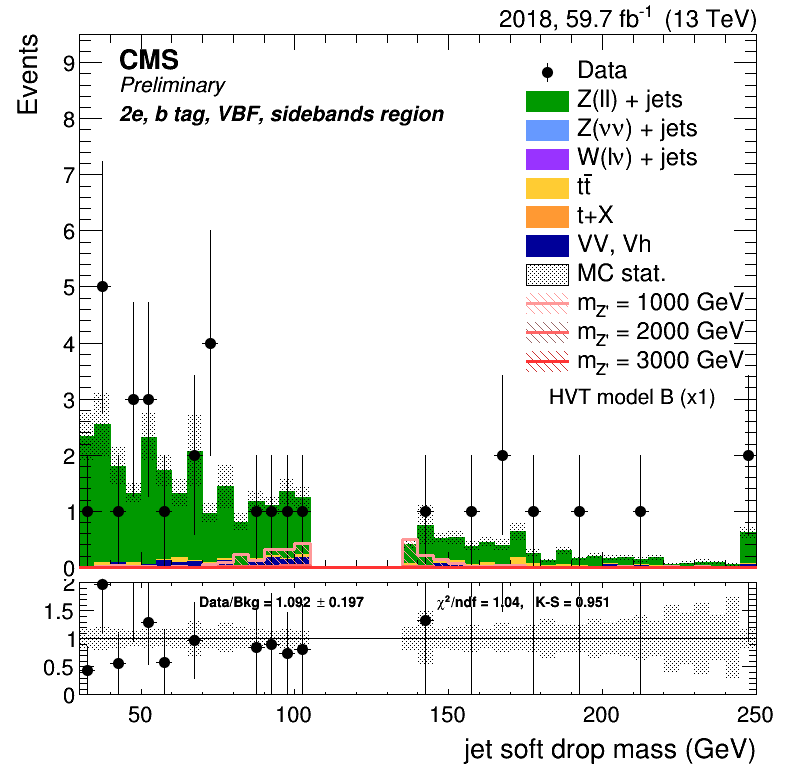 2018, 59.7 fb⁻¹ (13 TeV)
Events
CMS
Preliminary
2e, b tag, VBF, sidebands region
Data
Z(ll) + jets
Z(νν) + jets
W(lν) + jets
tt̄
t+X
VV, Vh
MC stat.
m_Z' = 1000 GeV
m_Z' = 2000 GeV
m_Z' = 3000 GeV
HVT model B (x1)
9
8
7
6
5
4
3
2
1
0
2
1.5
1
0.5
0
Data/Bkg = 1.092 ± 0.197
χ²/ndf = 1.04, K-S = 0.951
50 100 150 200 250
jet soft drop mass (GeV)